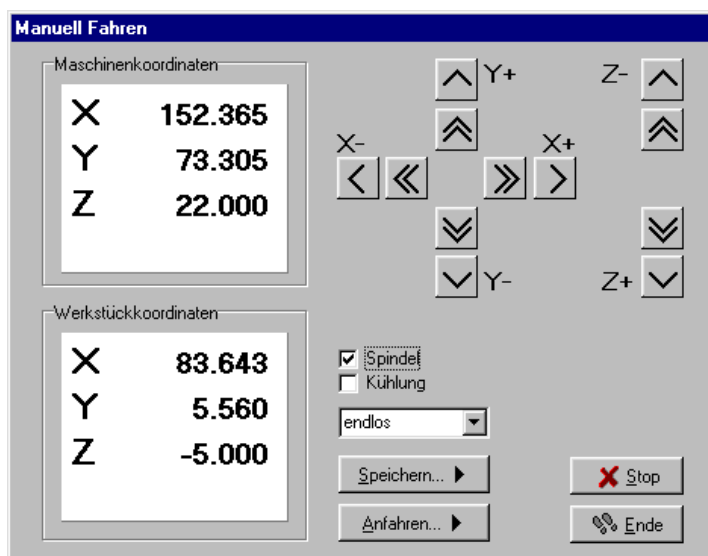 Manuell Fahren
Maschinenkoordinaten
X 152.365
Y 73.305
Z 22.000
Y+
Z-
X-
X+
Y-
Z+
Werkstückkoordinaten
X 83.643
Y 5.560
Z -5.000
Spindel
Kühlung
endlos
Speichern...
Stop
Anfahren...
Ende